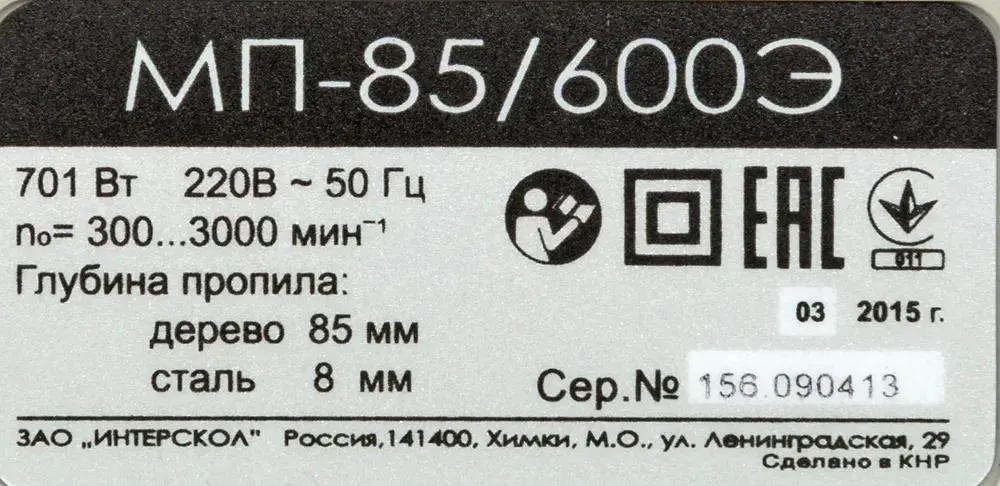 МП-85/600Э
701 Вт 220В ~ 50 Гц
n₀= 300...3000 мин⁻¹
Глубина пропила:
дерево 85 мм
сталь 8 мм
EAC
011
03 2015 г.
Сер.№ 156.090413
ЗАО „ИНТЕРСКОЛ" Россия,141400, Химки, М.О., ул. Ленинградская, 29
Сделано в КНР